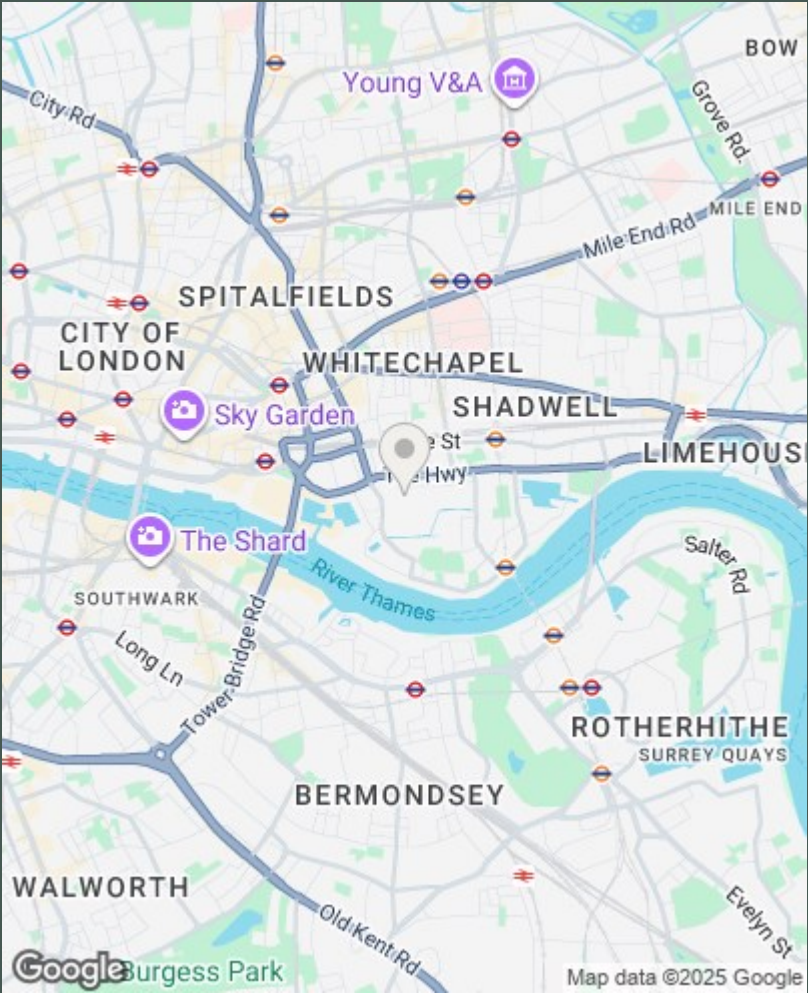 BOW
Young V&A
City Rd
Grove Rd.
MILE END
Mile End Rd
SPITALFIELDS
CITY OF
LONDON
WHITECHAPEL
SHADWELL
Sky Garden
e St
Hwy
LIMEHOUS
The Shard
River Thames
Salter Rd
SOUTHWARK
Long Ln
Tower Bridge Rd
ROTHERHITHE
SURREY QUAYS
BERMONDSEY
WALWORTH
Old Kent Rd
Evelyn St
Google
Burgess Park
Map data ©2025 Google